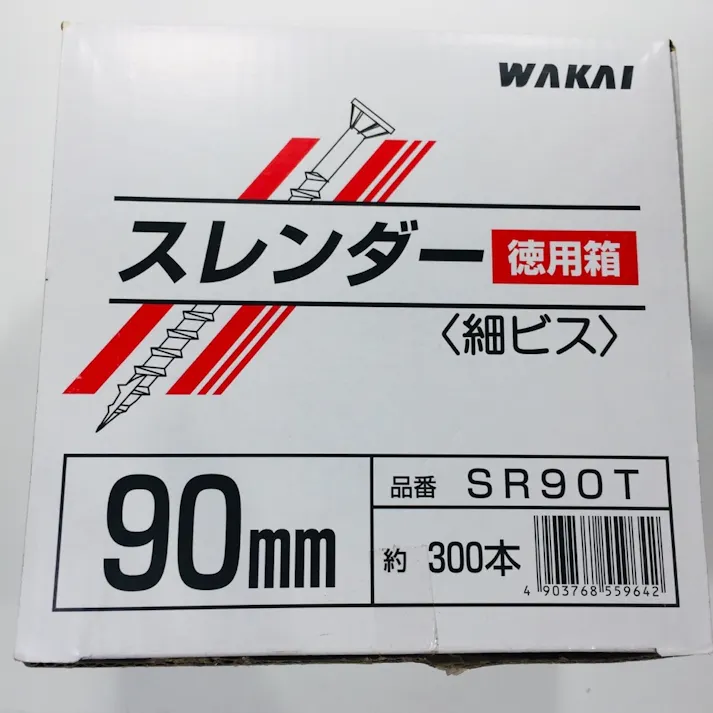 WAKAI
スレンダー 徳用箱
〈細ビス〉
90mm
品番 SR90T
約 300本
4 903768 559642